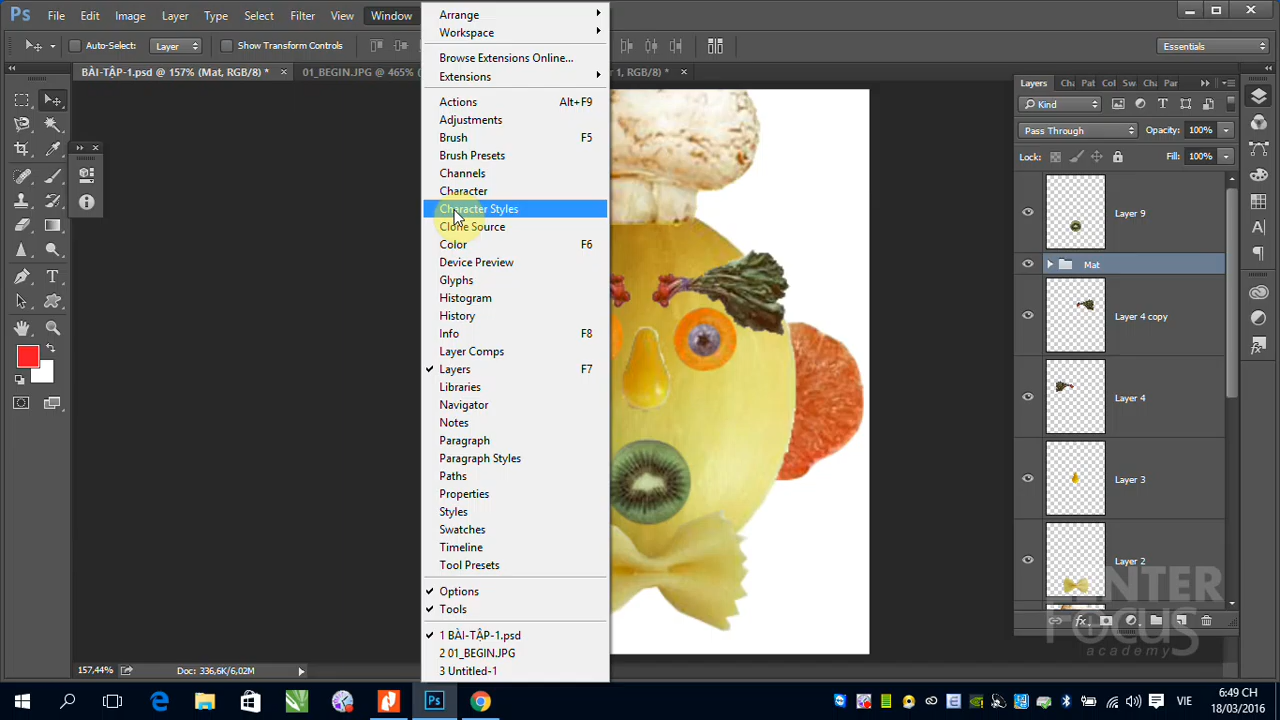 Ps File Edit Image Layer Type Select Filter View Window
Auto-Select: Layer Show Transform Controls Essentials
BÀI-TẬP-1.psd @ 157% (Mat, RGB/8) * × 01_BEGIN.JPG @ 465% 1, RGB/8) * ×
Arrange
Workspace
Browse Extensions Online...
Extensions
Actions Alt+F9
Adjustments
Brush F5
Brush Presets
Channels
Character
Character Styles
Clone Source
Color F6
Device Preview
Glyphs
Histogram
History
Info F8
Layer Comps
Layers F7
Libraries
Navigator
Notes
Paragraph
Paragraph Styles
Paths
Properties
Styles
Swatches
Timeline
Tool Presets
Options
Tools
1 BÀI-TẬP-1.psd
2 01_BEGIN.JPG
3 Untitled-1
Layers Ch Pat Col Sw Ch Par
Kind
Pass Through Opacity: 100%
Lock: Fill: 100%
Layer 9
Mat
Layer 4 copy
Layer 4
Layer 3
Layer 2
INTER
FOCUS
academy
157,44% Doc: 336,6K/6,02M
VIE
6:49 CH
18/03/2016